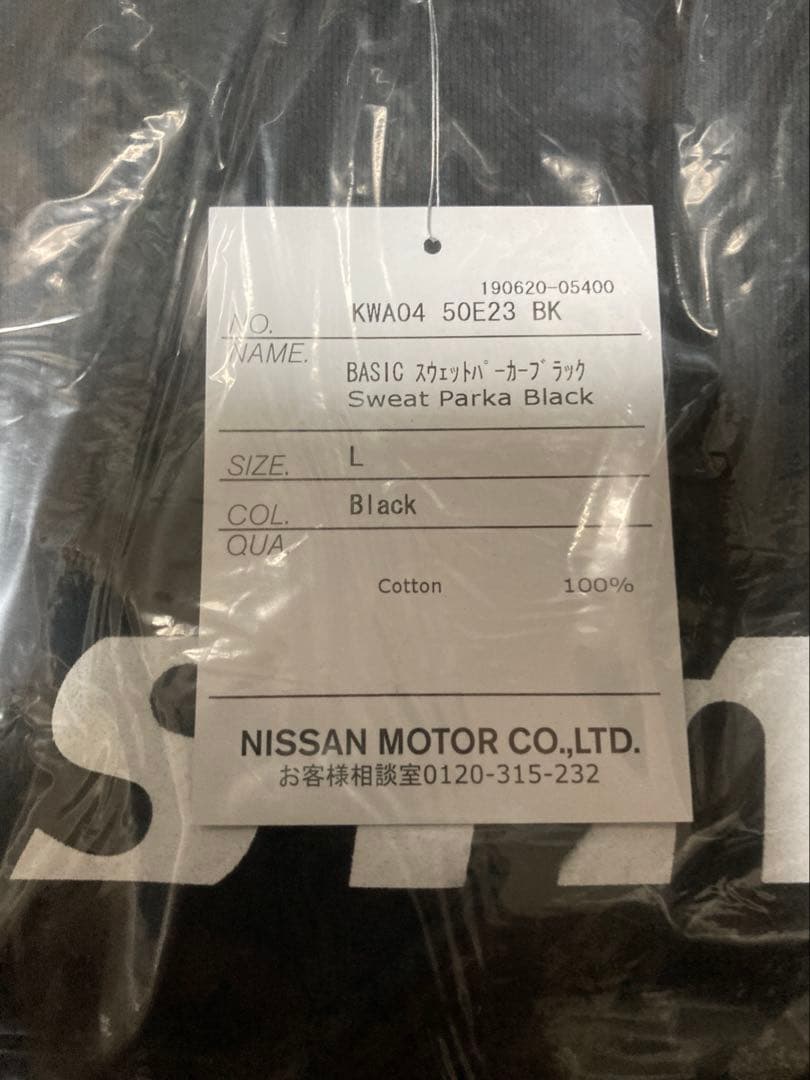 190620-05400
NO. KWA04 50E23 BK
NAME.
BASIC ｽｳｪｯﾄﾊﾟｰｶｰﾌﾞﾗｯｸ
Sweat Parka Black
SIZE. L
COL. Black
QUA
Cotton 100%
NISSAN MOTOR CO.,LTD.
お客様相談室0120-315-232